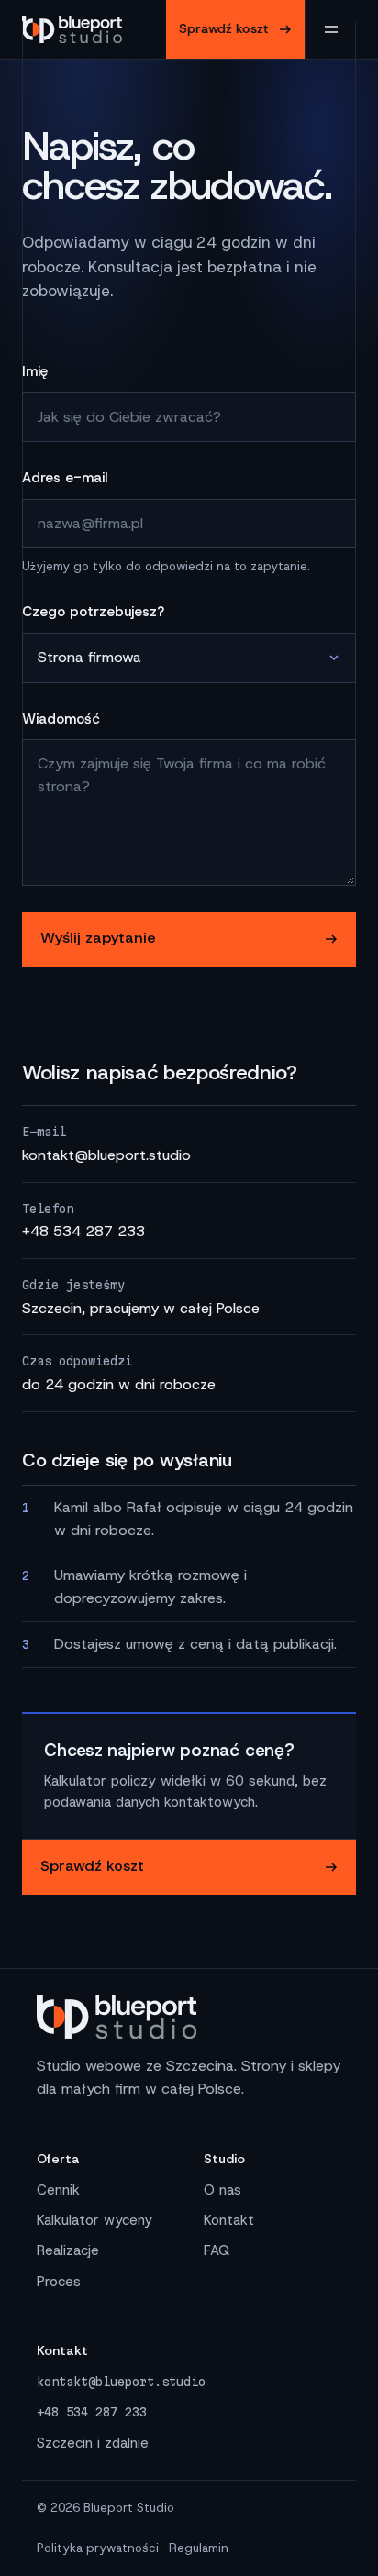 blueport
studio
Sprawdź koszt →
Napisz, co
chcesz zbudować.
Odpowiadamy w ciągu 24 godzin w dni
robocze. Konsultacja jest bezpłatna i nie
zobowiązuje.
Imię
Jak się do Ciebie zwracać?
Adres e-mail
nazwa@firma.pl
Użyjemy go tylko do odpowiedzi na to zapytanie.
Czego potrzebujesz?
Strona firmowa
Wiadomość
Czym zajmuje się Twoja firma i co ma robić
strona?
Wyślij zapytanie →
Wolisz napisać bezpośrednio?
E-mail
kontakt@blueport.studio
Telefon
+48 534 287 233
Gdzie jesteśmy
Szczecin, pracujemy w całej Polsce
Czas odpowiedzi
do 24 godzin w dni robocze
Co dzieje się po wysłaniu
1 Kamil albo Rafał odpisuje w ciągu 24 godzin
w dni robocze.
2 Umawiamy krótką rozmowę i
doprecyzowujemy zakres.
3 Dostajesz umowę z ceną i datą publikacji.
Chcesz najpierw poznać cenę?
Kalkulator policzy widełki w 60 sekund, bez
podawania danych kontaktowych.
Sprawdź koszt →
blueport
studio
Studio webowe ze Szczecina. Strony i sklepy
dla małych firm w całej Polsce.
Oferta
Cennik
Kalkulator wyceny
Realizacje
Proces
Studio
O nas
Kontakt
FAQ
Kontakt
kontakt@blueport.studio
+48 534 287 233
Szczecin i zdalnie
© 2026 Blueport Studio
Polityka prywatności · Regulamin